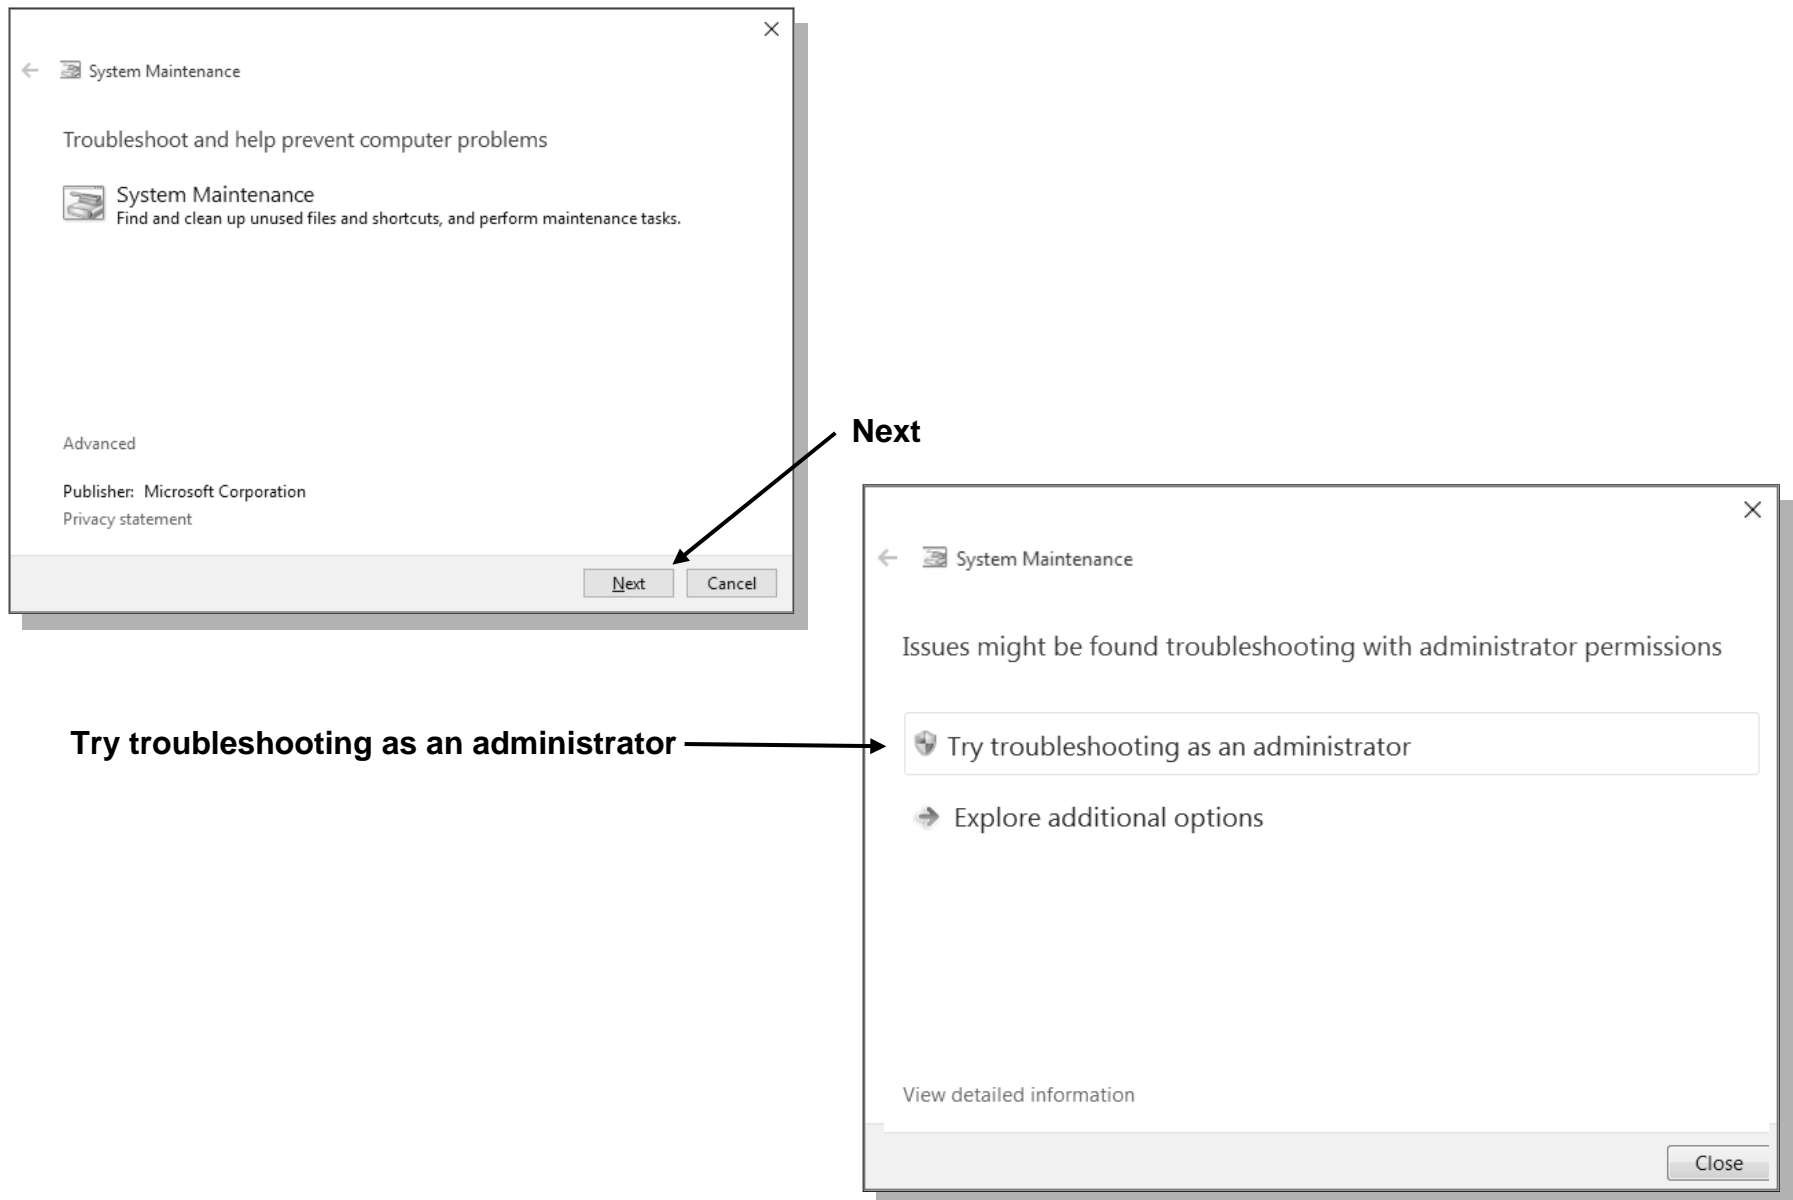 System Maintenance
Troubleshoot and help prevent computer problems
System Maintenance
Find and clean up unused files and shortcuts, and perform maintenance tasks.
Advanced
Publisher: Microsoft Corporation
Privacy statement
Next
Cancel
Next
System Maintenance
Issues might be found troubleshooting with administrator permissions
Try troubleshooting as an administrator
Try troubleshooting as an administrator
Explore additional options
View detailed information
Close